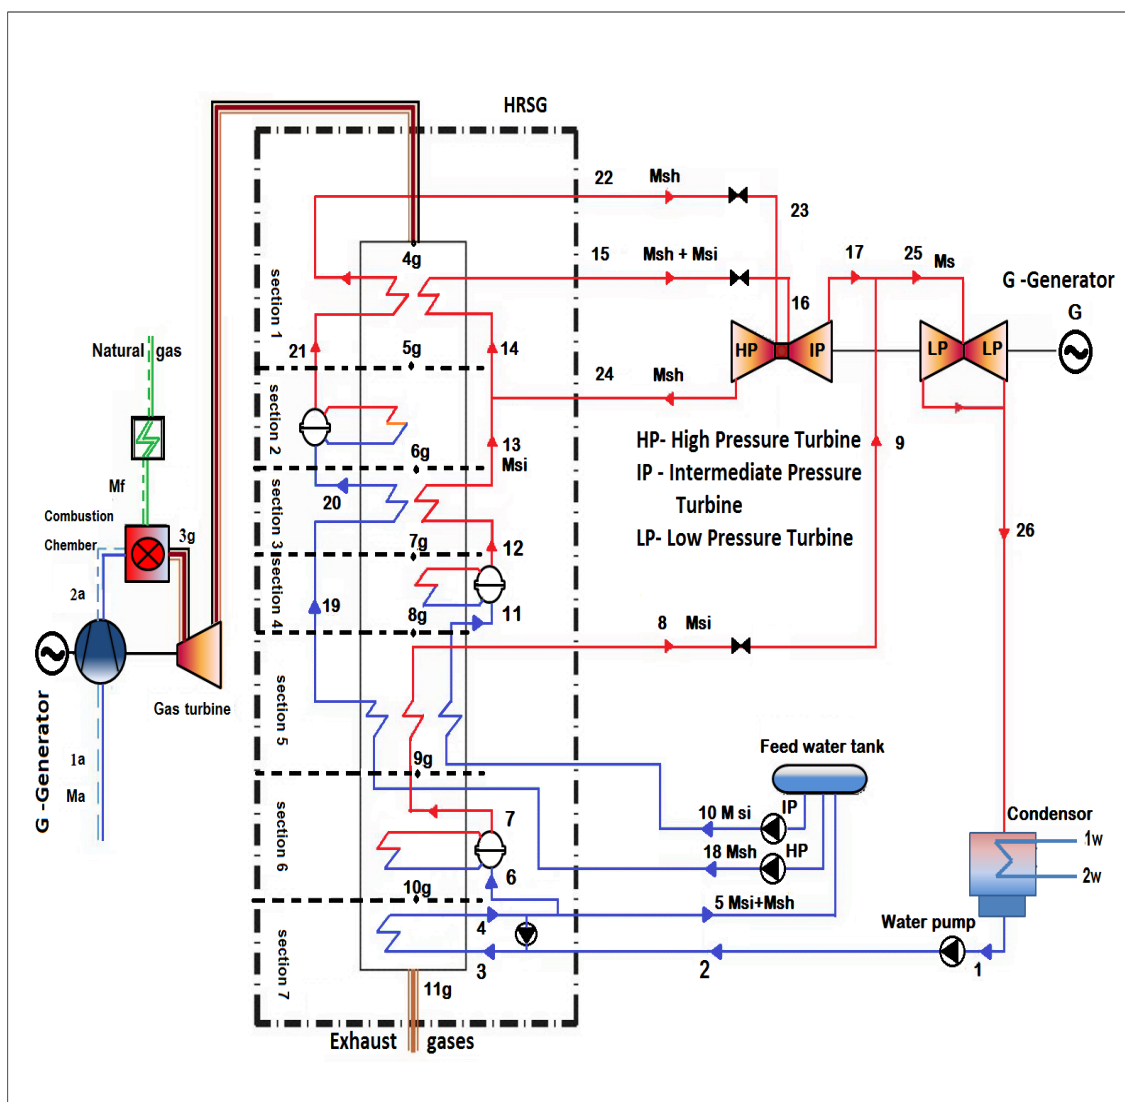 HRSG
22 Msh
23
4g
15 Msh + Msi
17 25 Ms
16
G -Generator
G
section 1
Natural gas
21
5g
14
HP IP
LP LP
24 Msh
section 2
13
Msi
HP- High Pressure Turbine
9
IP - Intermediate Pressure
Turbine
LP- Low Pressure Turbine
6g
20
Mf
Combustion
Chember
3g
section 3
7g
12
26
2a
section 4
19
11
8g
8 Msi
Gas turbine
section 5
G -Generator
1a
Ma
9g
Feed water tank
IP
10 M si
7
18 Msh HP
Condensor
1w
2w
section 6
6
10g
5 Msi+Msh
4
Water pump
section 7
3
2
1
11g
Exhaust gases